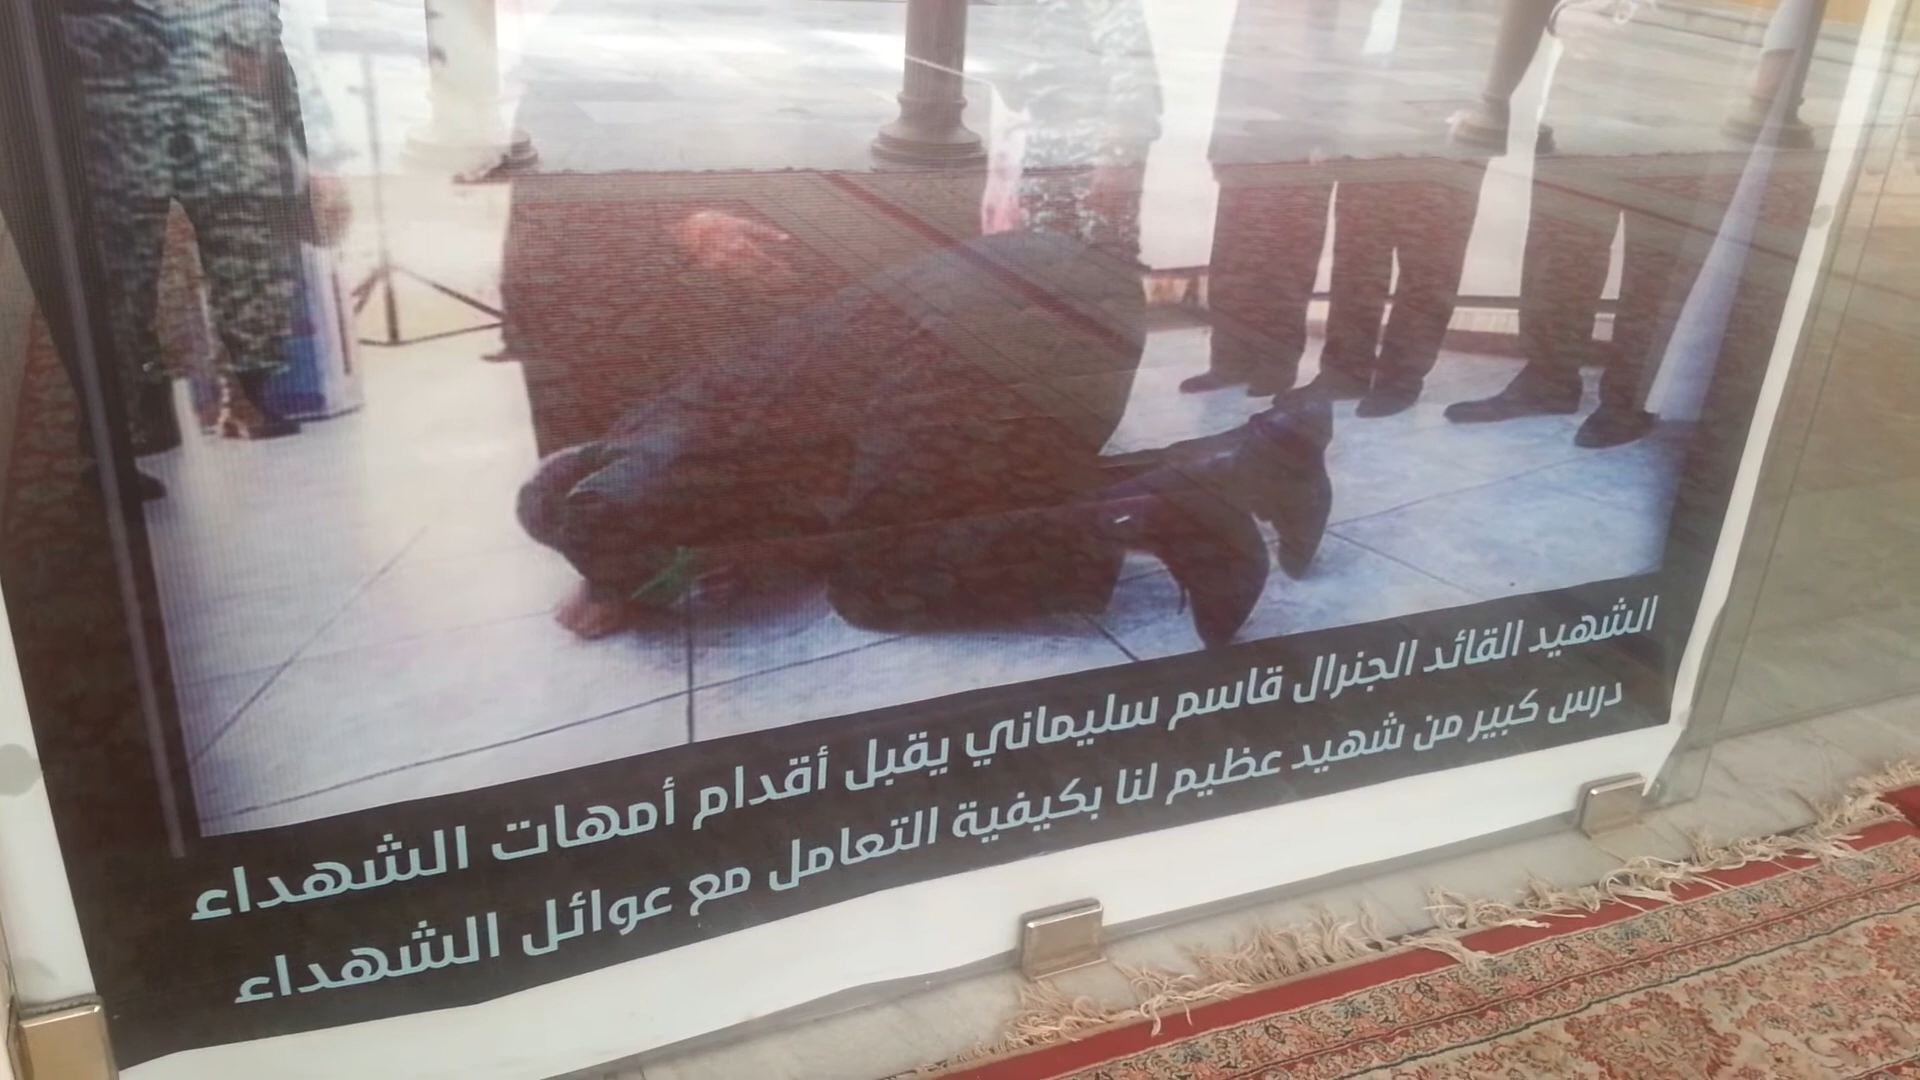 الشهيد القائد الجنرال قاسم سليماني يقبل أقدام أمهات الشهداء
درس كبير من شهيد عظيم لنا بكيفية التعامل مع عوائل الشهداء